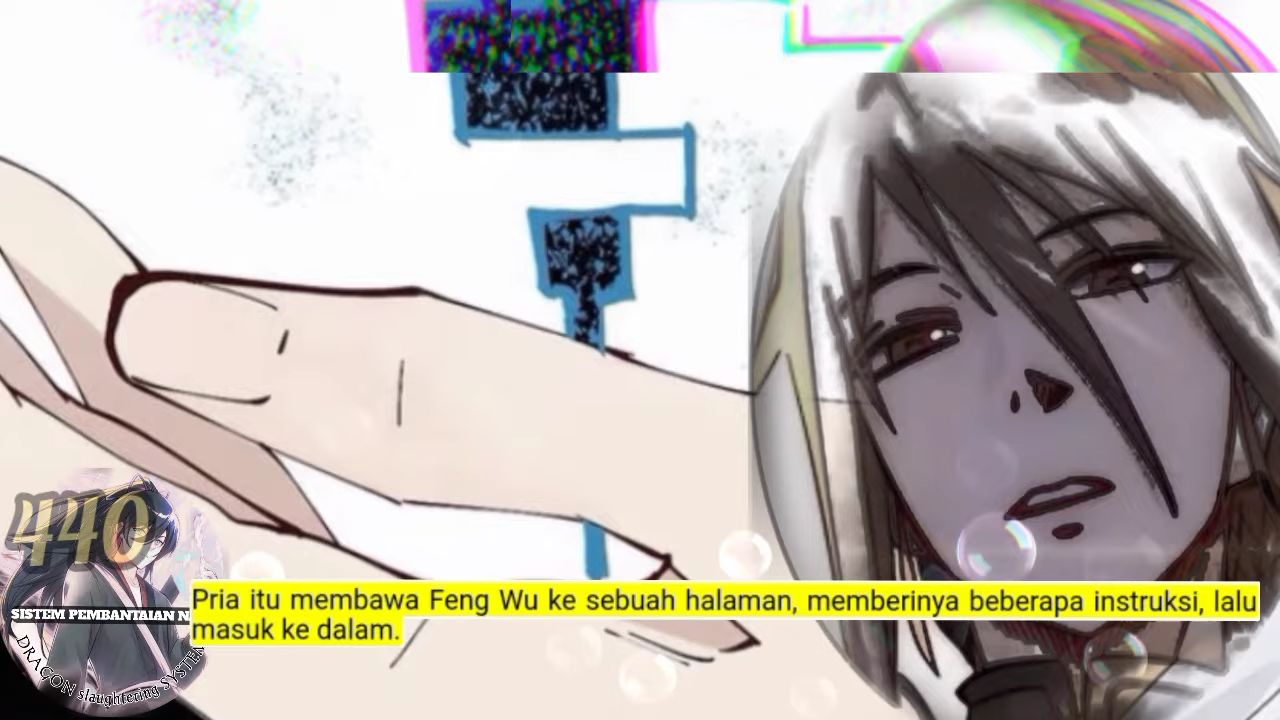 440
SISTEM PEMBANTAIAN N
DRAGON slaughtering SYSTEM
Pria itu membawa Feng Wu ke sebuah halaman, memberinya beberapa instruksi, lalu
masuk ke dalam.